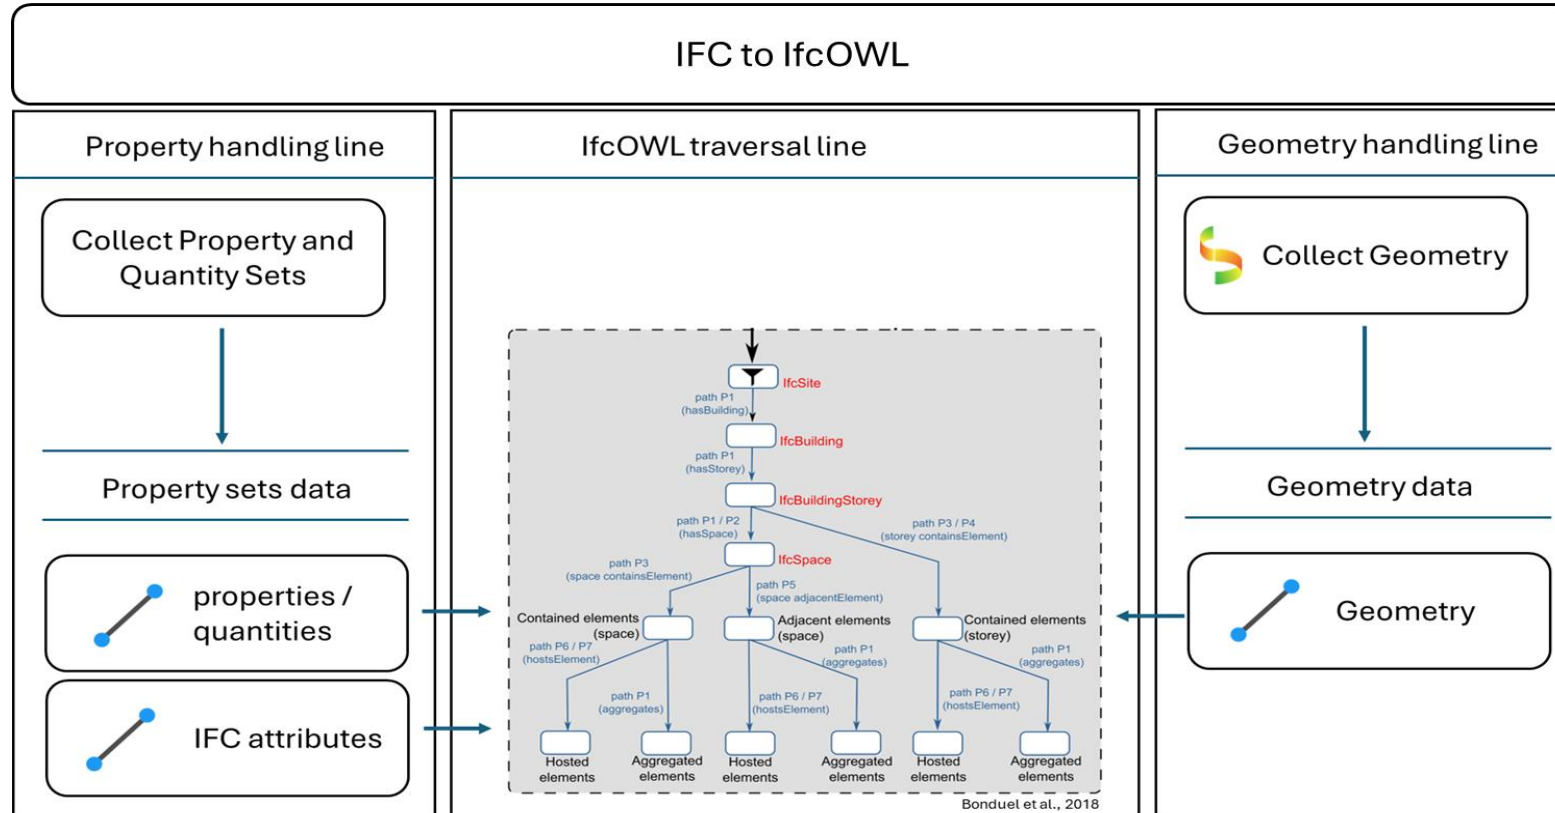 IFC to IfcOWL
Property handling line
Collect Property and
Quantity Sets
Property sets data
properties /
quantities
IFC attributes
IfcOWL traversal line
IfcSite
path P1
(hasBuilding)
IfcBuilding
path P1
(hasStorey)
IfcBuildingStorey
path P1 / P2
(hasSpace)
path P3 / P4
(storey containsElement)
IfcSpace
path P3
(space containsElement)
path P5
(space adjacentElement)
Contained elements
(space)
Adjacent elements
(space)
Contained elements
(storey)
path P6 / P7
(hostsElement)
path P1
(aggregates)
path P6 / P7
(hostsElement)
path P1
(aggregates)
path P6 / P7
(hostsElement)
path P1
(aggregates)
Hosted
elements
Aggregated
elements
Hosted
elements
Aggregated
elements
Hosted
elements
Aggregated
elements
Bonduel et al., 2018
Geometry handling line
Collect Geometry
Geometry data
Geometry